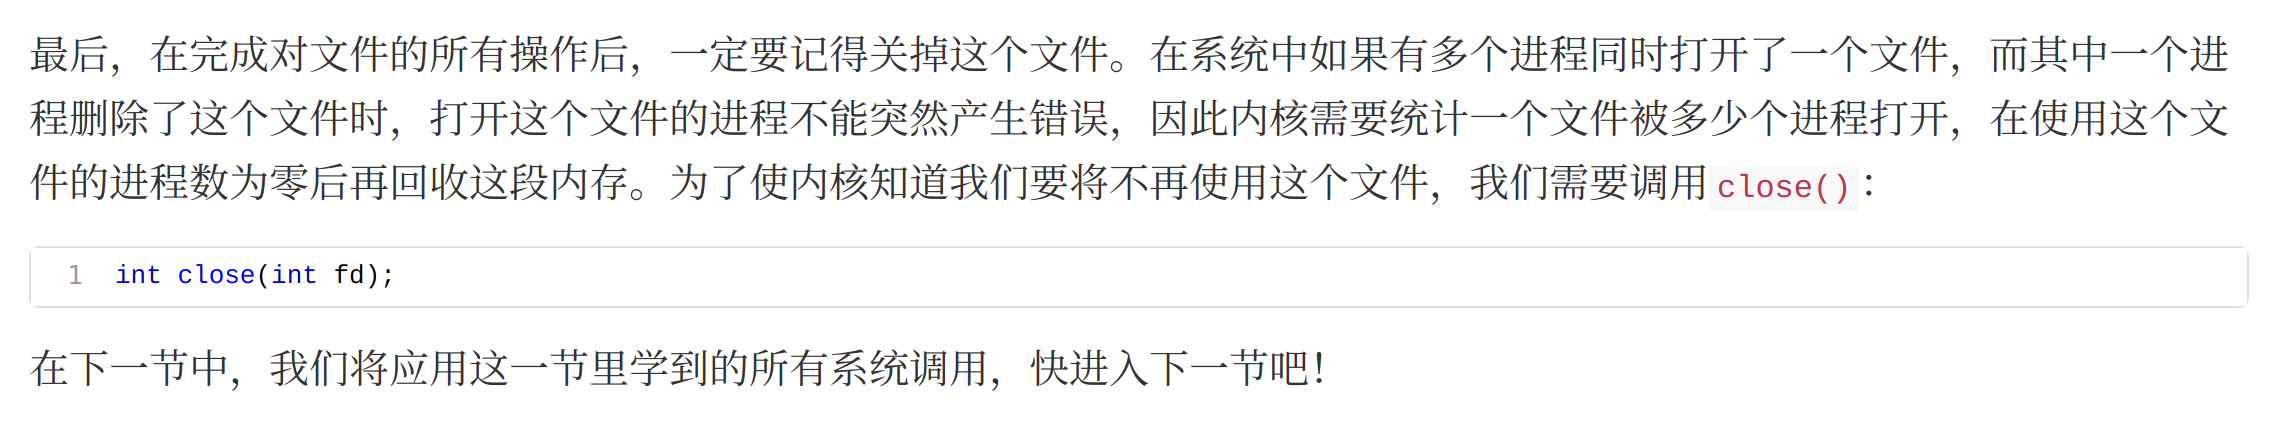 最后，在完成对文件的所有操作后，一定要记得关掉这个文件。在系统中如果有多个进程同时打开了一个文件，而其中一个进
程删除了这个文件时，打开这个文件的进程不能突然产生错误，因此内核需要统计一个文件被多少个进程打开，在使用这个文
件的进程数为零后再回收这段内存。为了使内核知道我们要将不再使用这个文件，我们需要调用close()：
1 int close(int fd);
在下一节中，我们将应用这一节里学到的所有系统调用，快进入下一节吧！